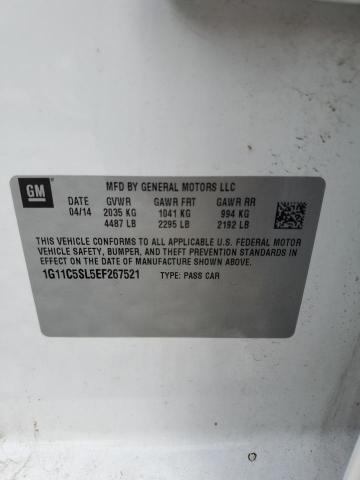 GM
MFD BY GENERAL MOTORS LLC
DATE GVWR GAWR FRT GAWR RR
04/14 2035 KG 1041 KG 994 KG
4487 LB 2295 LB 2192 LB
THIS VEHICLE CONFORMS TO ALL APPLICABLE U.S. FEDERAL MOTOR
VEHICLE SAFETY, BUMPER, AND THEFT PREVENTION STANDARDS IN
EFFECT ON THE DATE OF MANUFACTURE SHOWN ABOVE.
1G11C5SL5EF267521 TYPE: PASS CAR